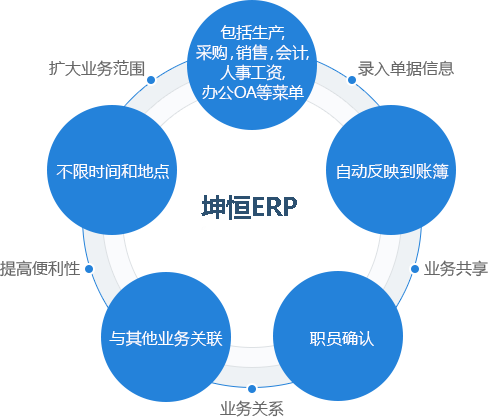 包括生产,
采购,销售,会计,
人事工资,
办公OA等菜单
扩大业务范围
录入单据信息
不限时间和地点
自动反映到账簿
坤恒ERP
提高便利性
业务共享
与其他业务关联
职员确认
业务关系